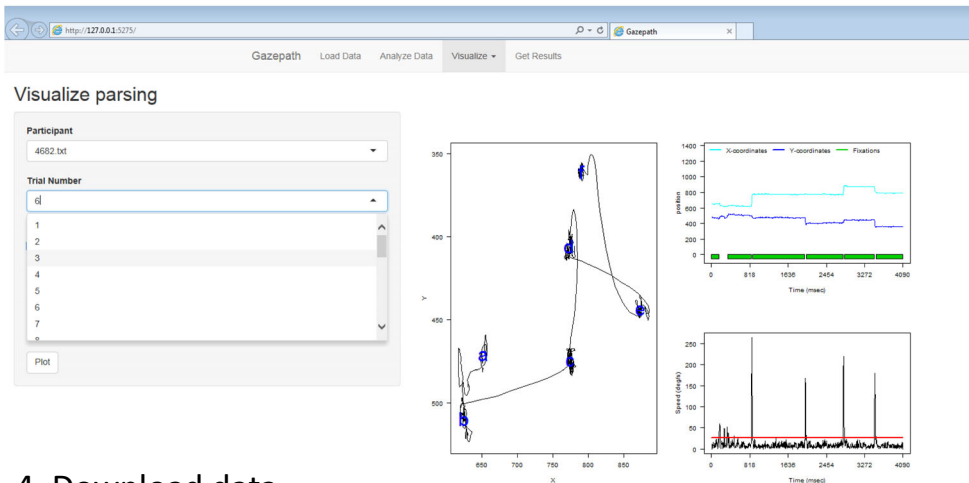 http://127.0.0.1:5275/
Gazepath
Gazepath Load Data Analyze Data Visualize Get Results
Visualize parsing
Participant
4682.txt
Trial Number
6
1
2
3
4
5
6
7
8
Plot
350
400
450
500
Y
650 700 750 800 850
X
f
d
e
c
a
b
1400
1200
1000
800
600
400
200
0
position
X-coordinates Y-coordinates Fixations
0 818 1636 2454 3272 4090
Time (msec)
250
200
150
100
50
0
Speed (deg/s)
0 818 1636 2454 3272 4090
Time (msec)
4. Download data